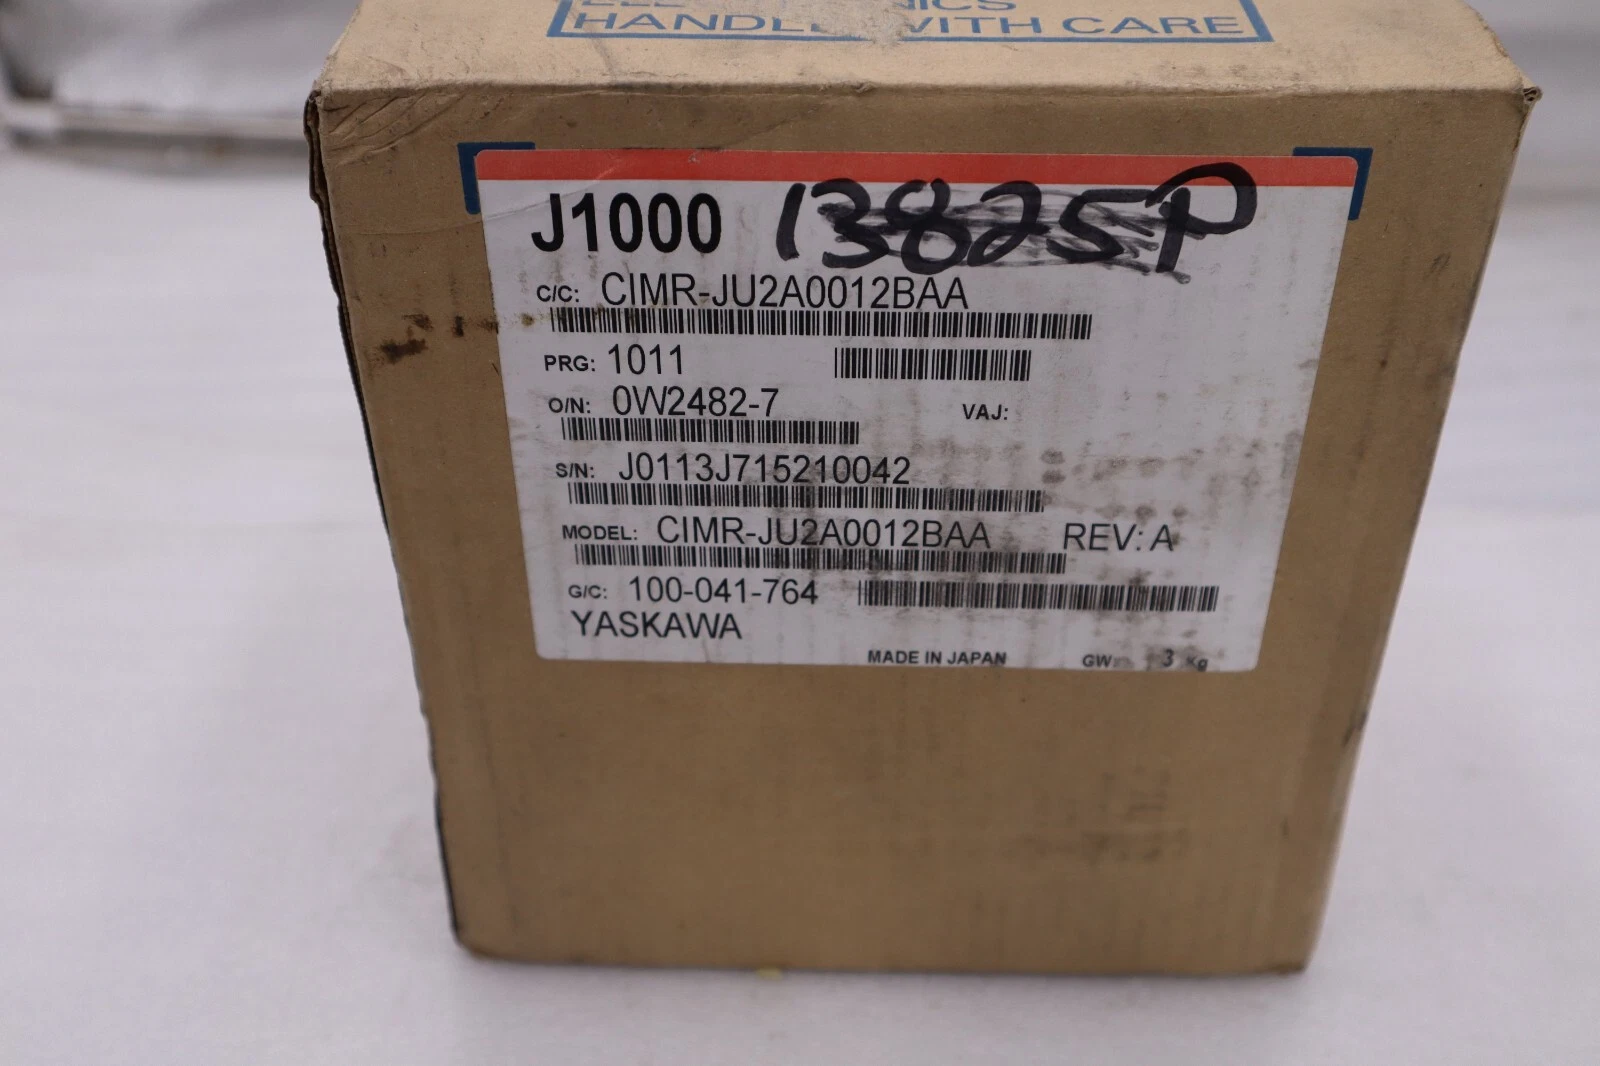 HANDLE WITH CARE
J1000 13825P
C/C: CIMR-JU2A0012BAA
PRG: 1011
O/N: 0W2482-7 VAJ:
S/N: J0113J715210042
MODEL: CIMR-JU2A0012BAA REV: A
G/C: 100-041-764
YASKAWA
MADE IN JAPAN GW: 3 Kg